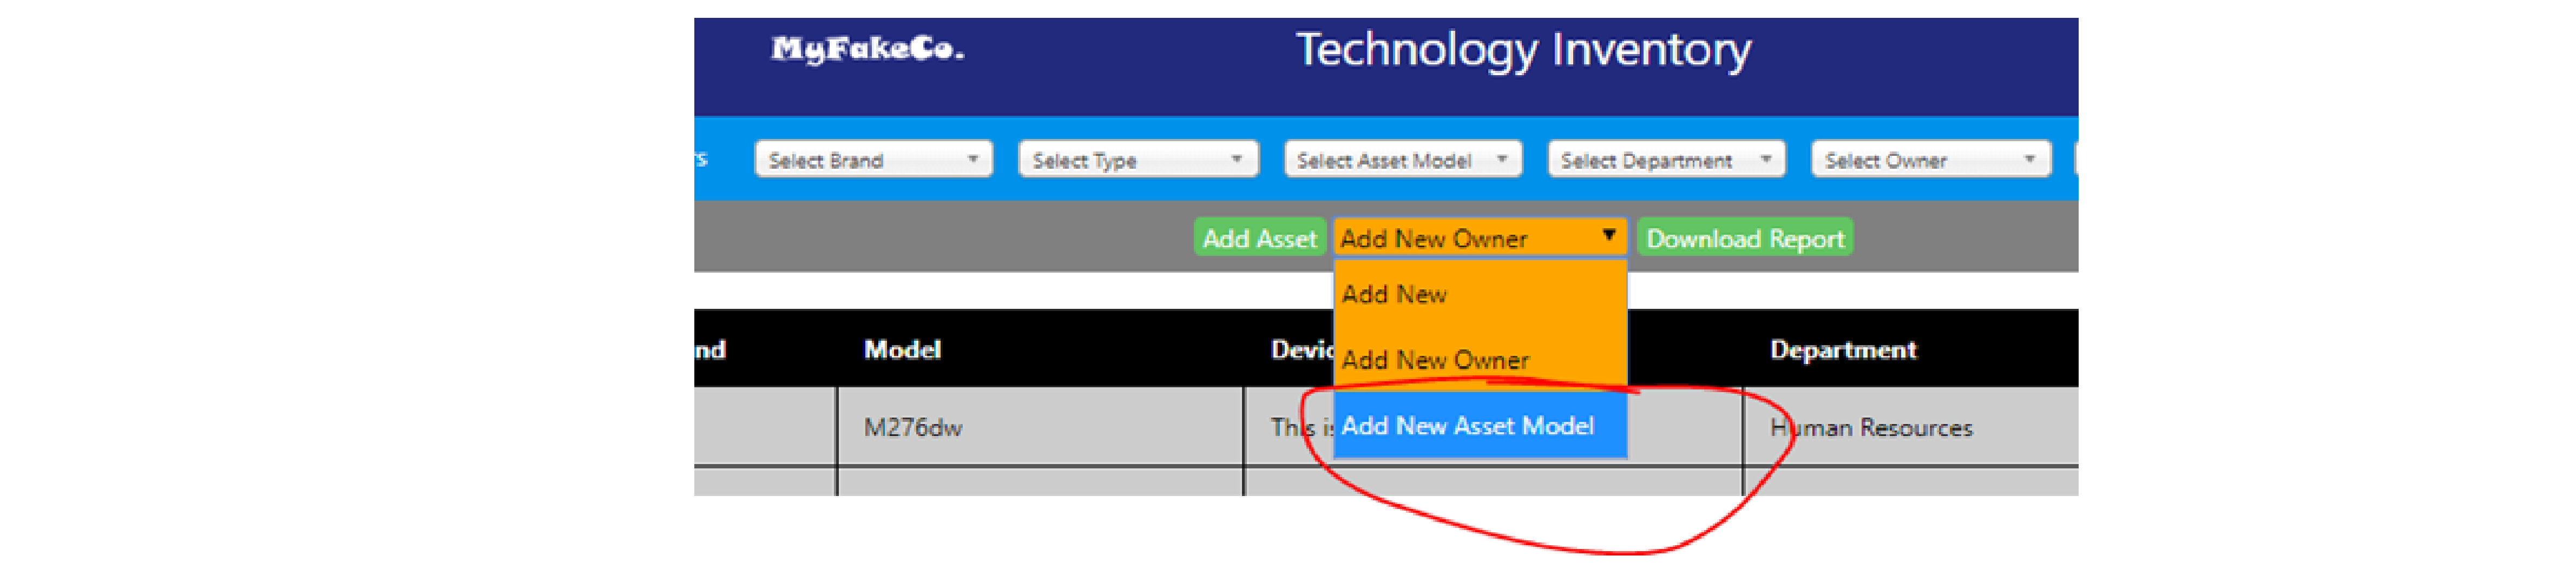 MyFakeCo.
Technology Inventory
rs Select Brand Select Type Select Asset Model Select Department Select Owner
Add Asset Add New Owner Download Report
Add New
nd Model Devic Department
Add New Owner
M276dw This is Human Resources
Add New Asset Model